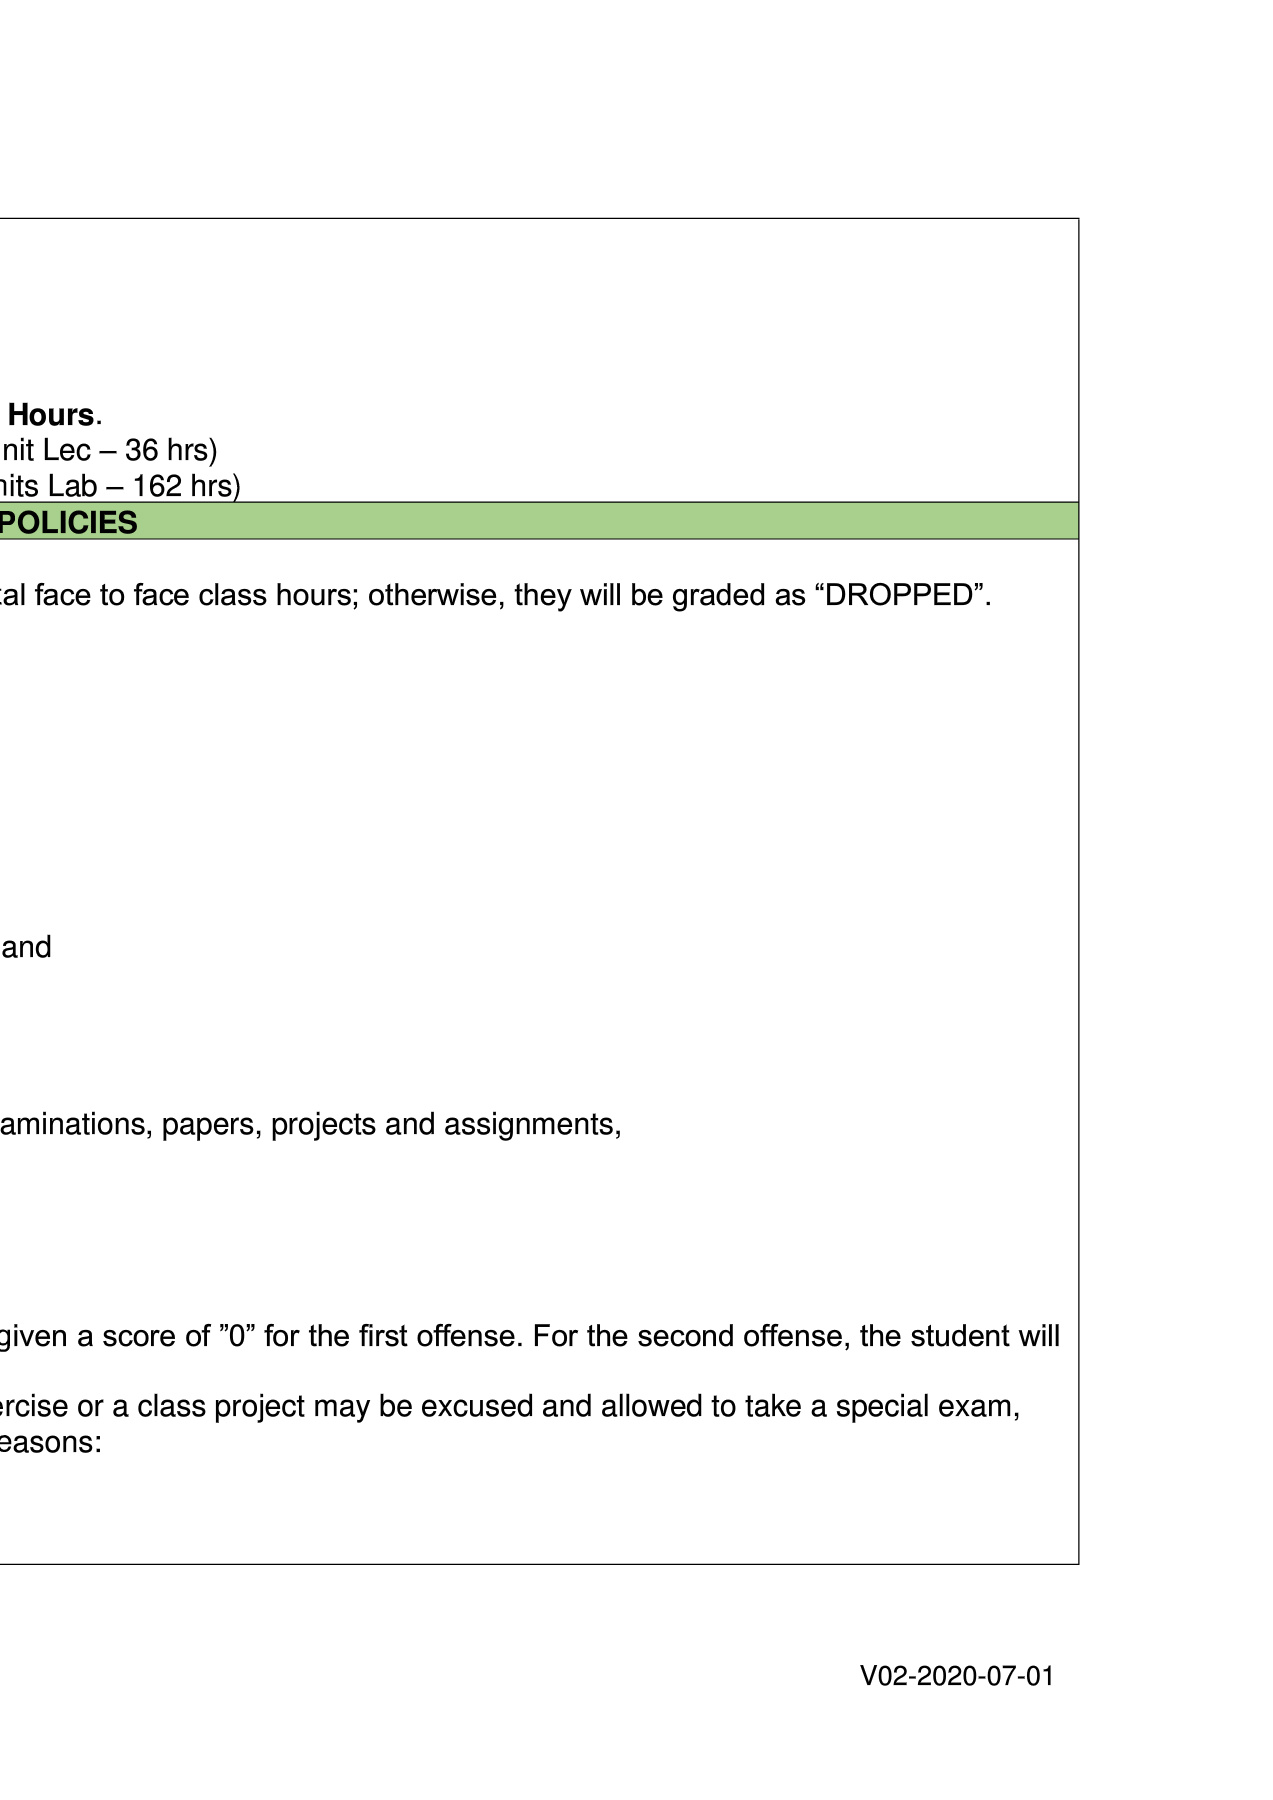 Hours.
nit Lec – 36 hrs)
its Lab – 162 hrs)
POLICIES
al face to face class hours; otherwise, they will be graded as “DROPPED”.
and
aminations, papers, projects and assignments,
given a score of ”0” for the first offense. For the second offense, the student will
ercise or a class project may be excused and allowed to take a special exam,
easons:
V02-2020-07-01